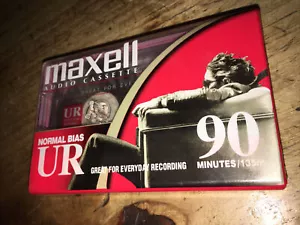 maxell
AUDIO CASSETTE
UR
NORMAL BIAS
UR
GREAT FOR EVERYDAY RECORDING
90
MINUTES/135m